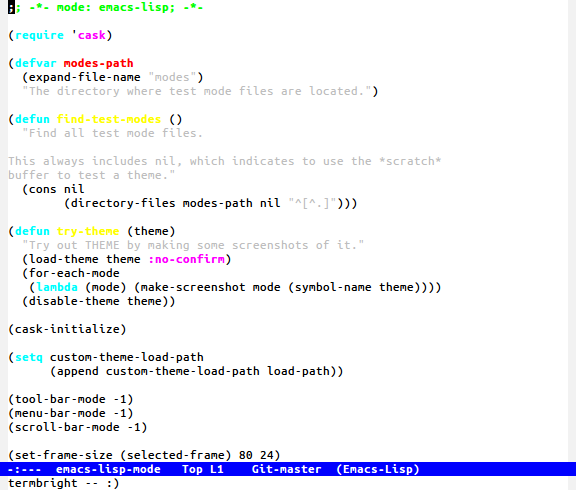 ;; -*- mode: emacs-lisp; -*-
(require 'cask)
(defvar modes-path
  (expand-file-name "modes")
  "The directory where test mode files are located.")
(defun find-test-modes ()
  "Find all test mode files.
This always includes nil, which indicates to use the *scratch*
buffer to test a theme."
  (cons nil
        (directory-files modes-path nil "^[^.]")))
(defun try-theme (theme)
  "Try out THEME by making some screenshots of it."
  (load-theme theme :no-confirm)
  (for-each-mode
   (lambda (mode) (make-screenshot mode (symbol-name theme))))
  (disable-theme theme))
(cask-initialize)
(setq custom-theme-load-path
      (append custom-theme-load-path load-path))
(tool-bar-mode -1)
(menu-bar-mode -1)
(scroll-bar-mode -1)
(set-frame-size (selected-frame) 80 24)
-:---  emacs-lisp-mode   Top L1    Git-master  (Emacs-Lisp)
termbright -- :)